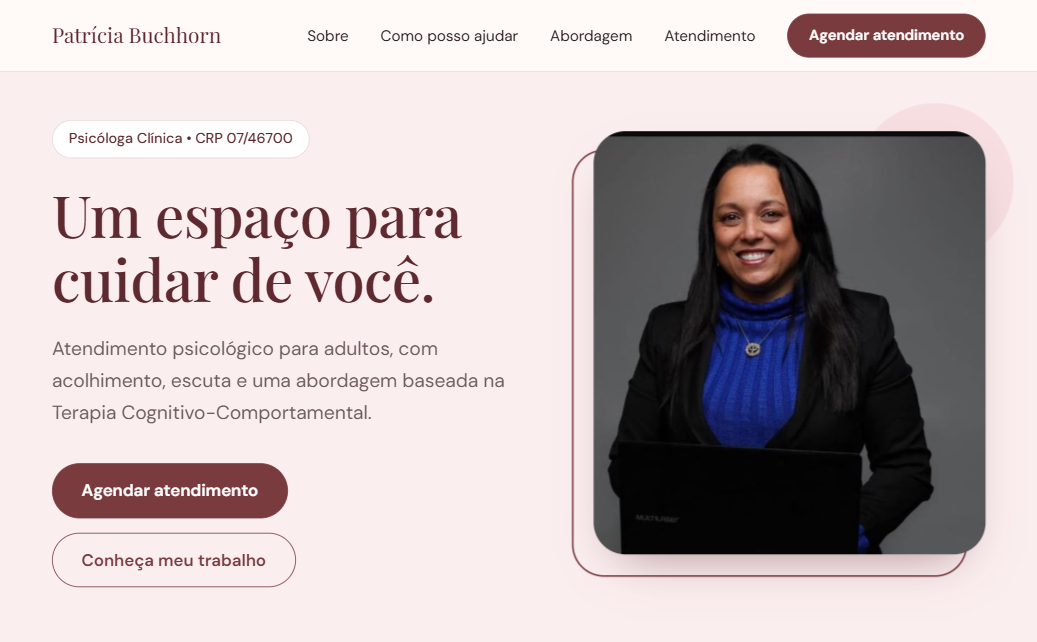 Patrícia Buchhorn
Sobre
Como posso ajudar
Abordagem
Atendimento
Agendar atendimento
Psicóloga Clínica • CRP 07/46700
Um espaço para
cuidar de você.
Atendimento psicológico para adultos, com
acolhimento, escuta e uma abordagem baseada na
Terapia Cognitivo-Comportamental.
Agendar atendimento
Conheça meu trabalho